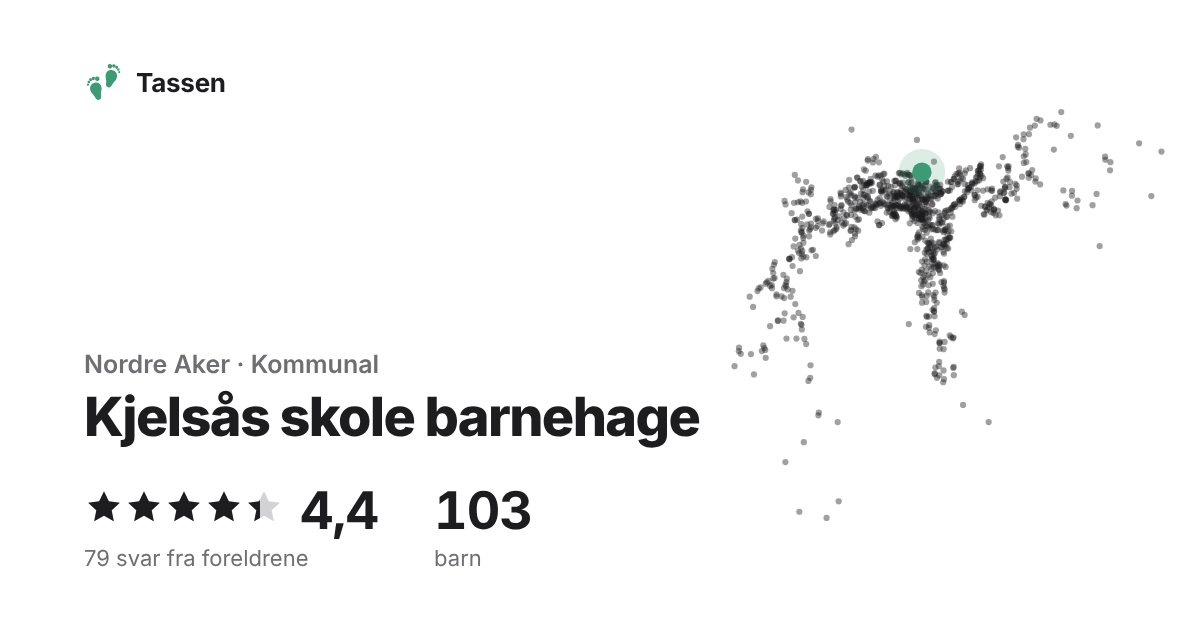 Tassen
Nordre Aker · Kommunal
Kjelsås skole barnehage
4,4
103
79 svar fra foreldrene
barn